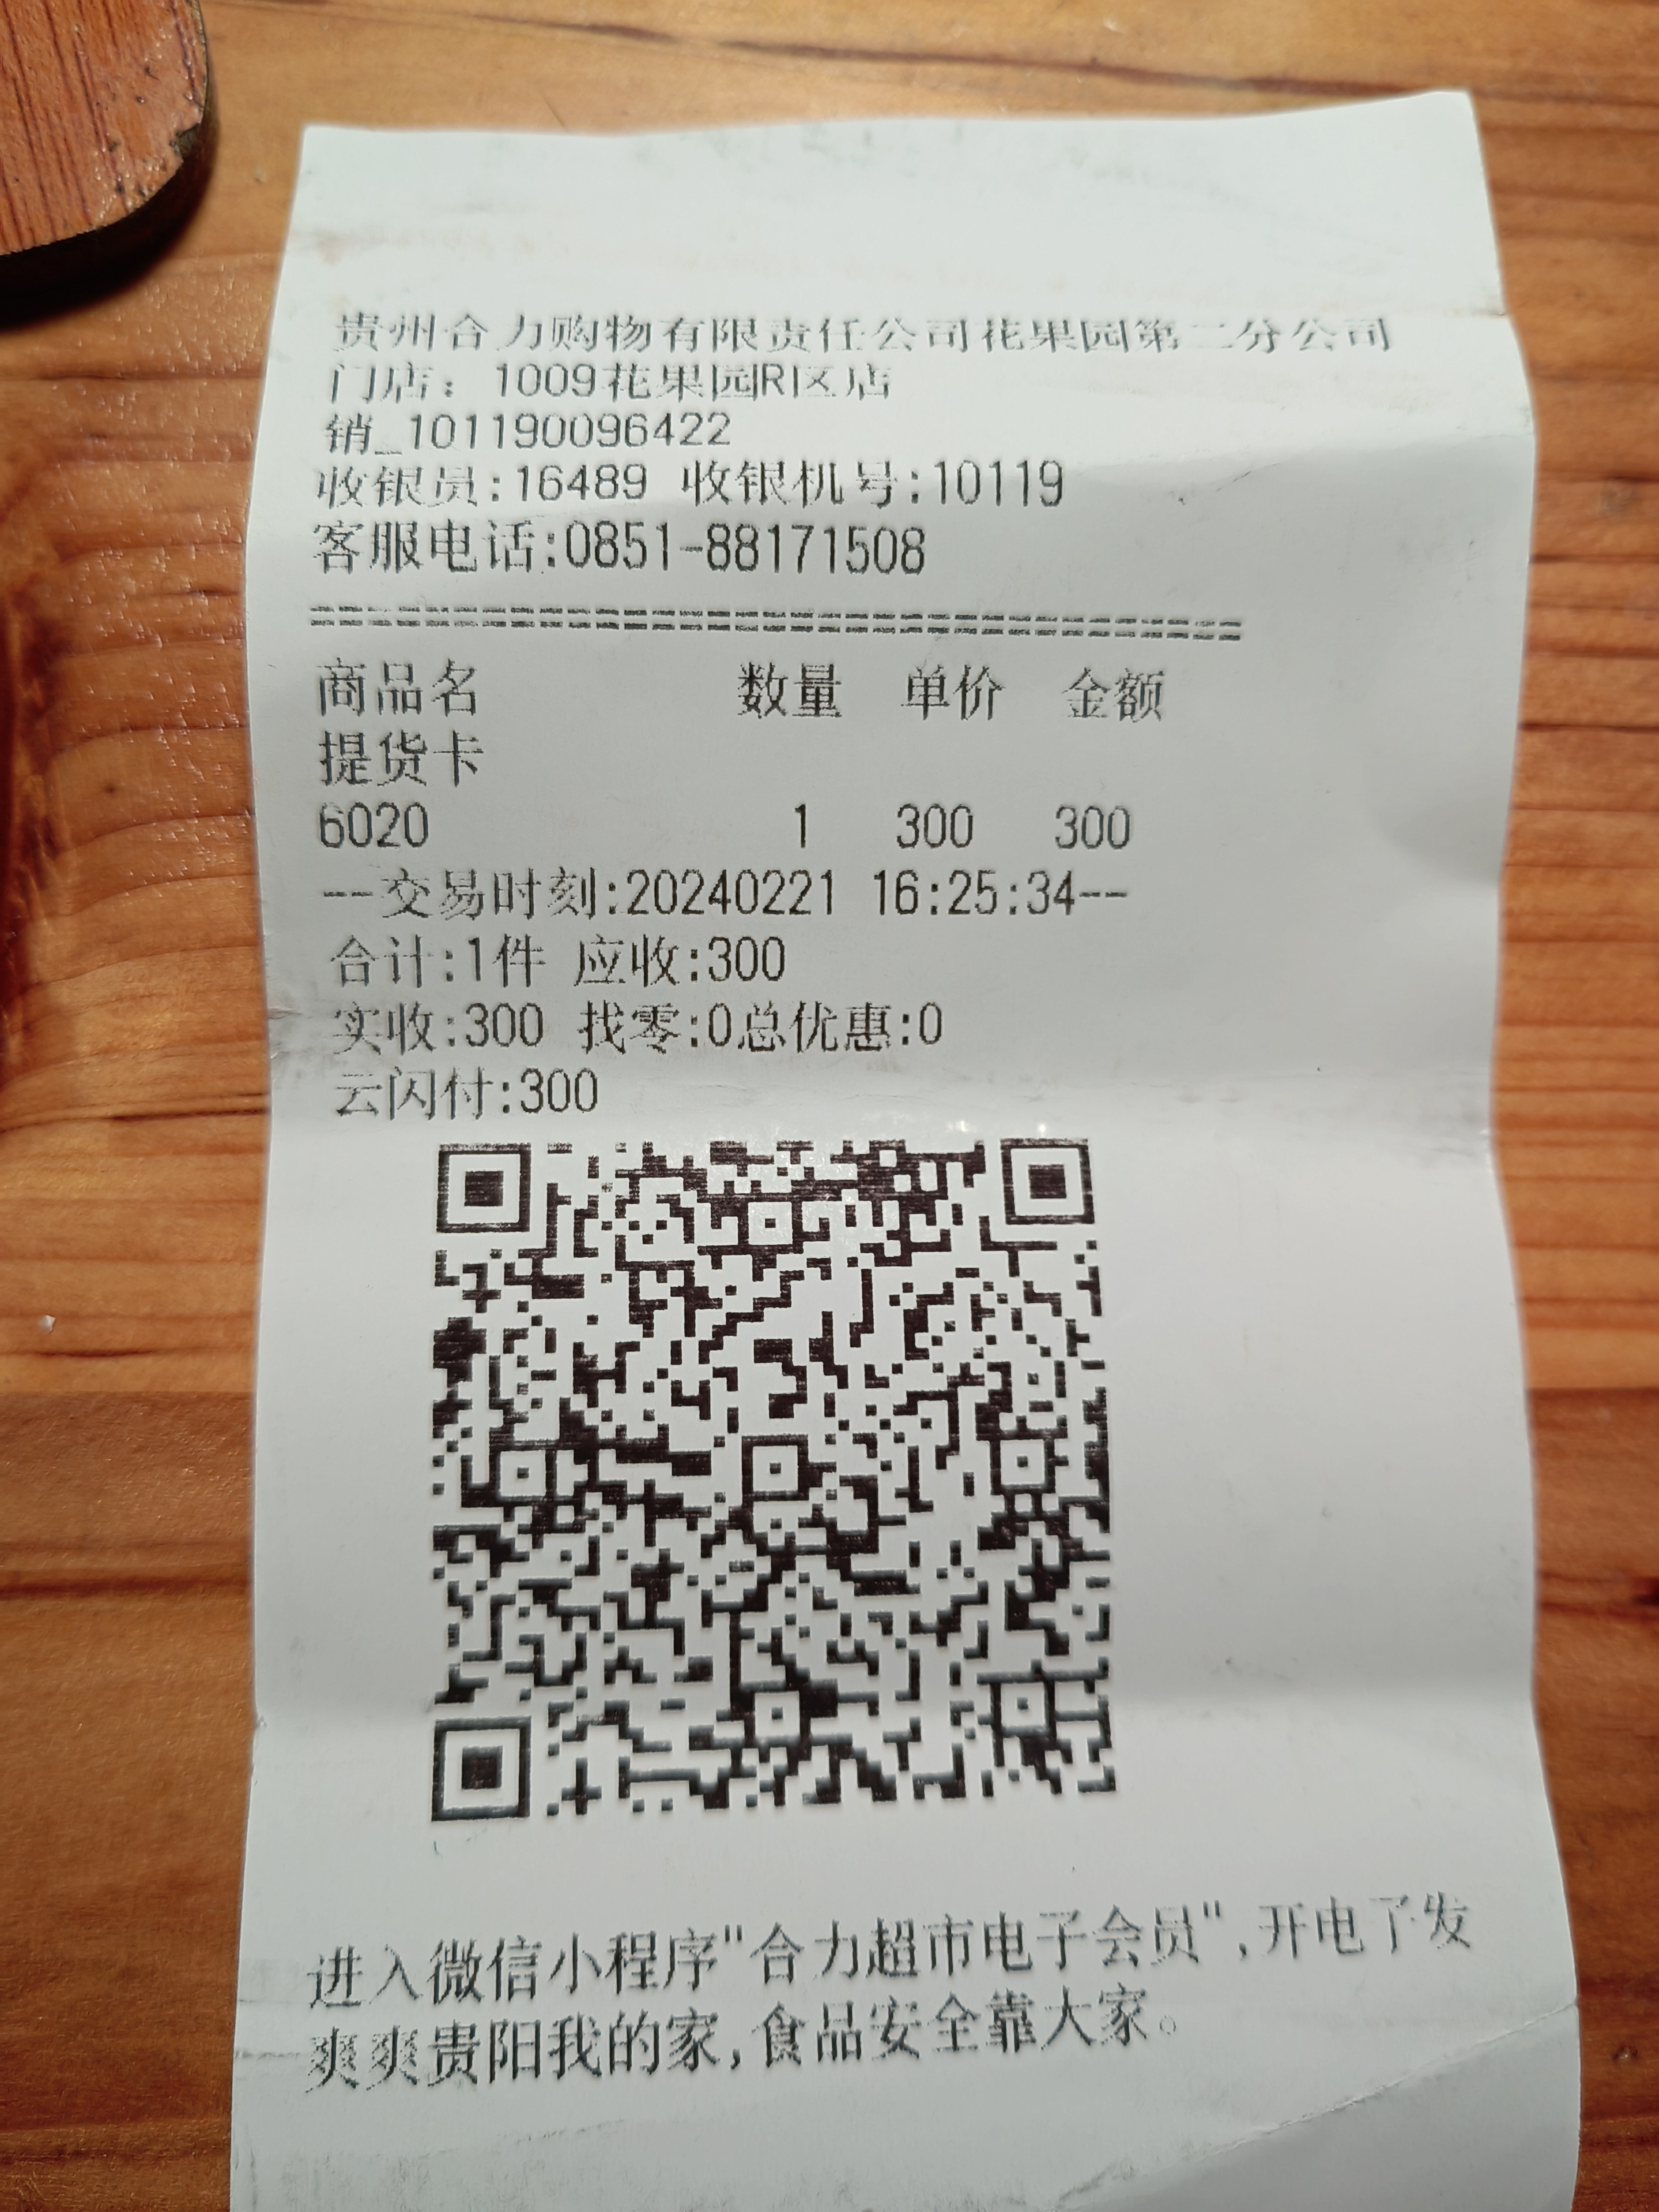 贵州合力购物有限责任公司花果园第二分公司
门店：1009花果园R区店
销_101190096422
收银员:16489 收银机号:10119
客服电话:0851-88171508
==================================
商品名 数量 单价 金额
提货卡
6020 1 300 300
--交易时刻:20240221 16:25:34--
合计:1件 应收:300
实收:300 找零:0总优惠:0
云闪付:300
进入微信小程序"合力超市电子会员",开电子发
爽爽贵阳我的家,食品安全靠大家。